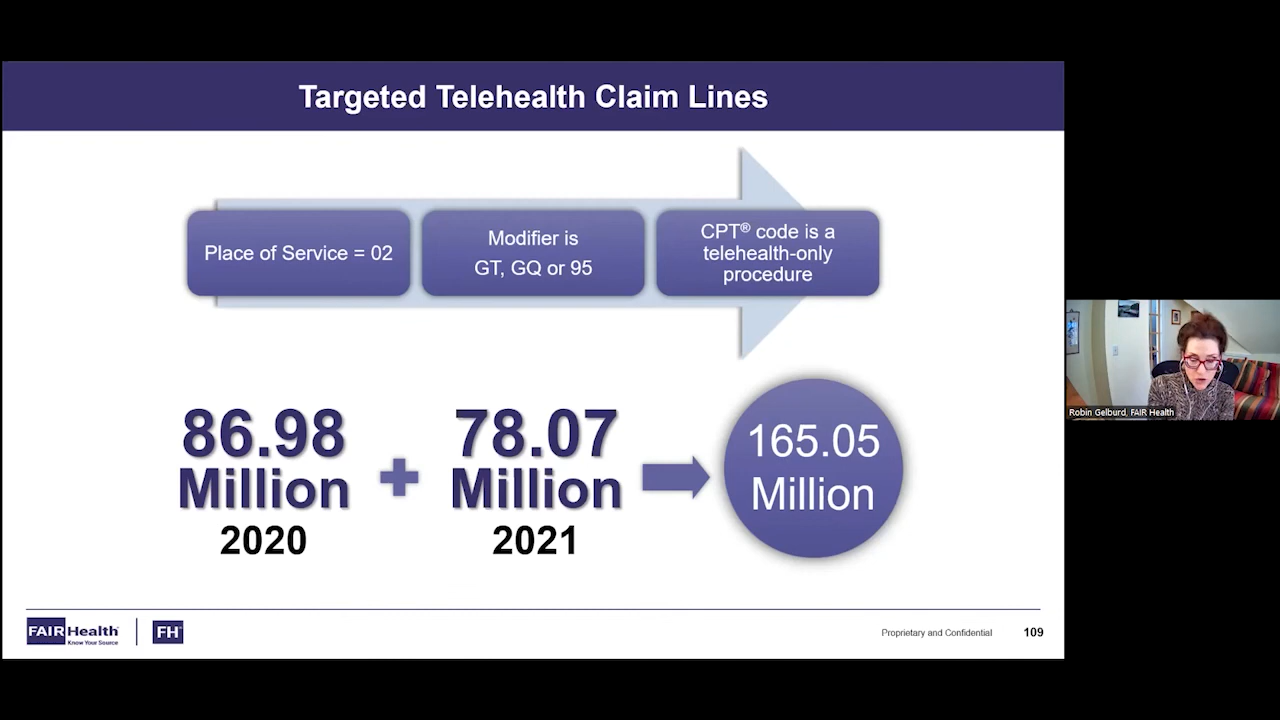 Targeted Telehealth Claim Lines
Place of Service = 02
Modifier is
GT, GQ or 95
CPT® code is a
telehealth-only
procedure
86.98
Million
2020
78.07
Million
2021
165.05
Million
FAIR Health
Know Your Source
FH
Proprietary and Confidential
109
Robin Gelburd, FAIR Health